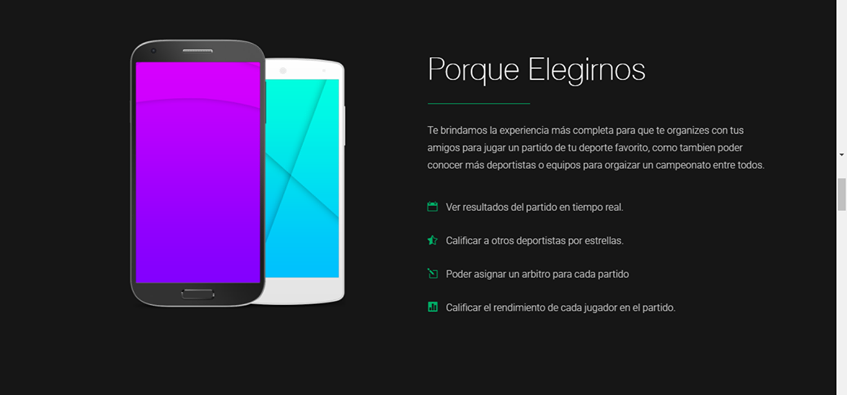 Porque Elegirnos
Te brindamos la experiencia más completa para que te organizes con tus
amigos para jugar un partido de tu deporte favorito, como tambien poder
conocer más deportistas o equipos para orgaizar un campeonato entre todos.
Ver resultados del partido en tiempo real.
Calificar a otros deportistas por estrellas.
Poder asignar un arbitro para cada partido
Calificar el rendimiento de cada jugador en el partido.